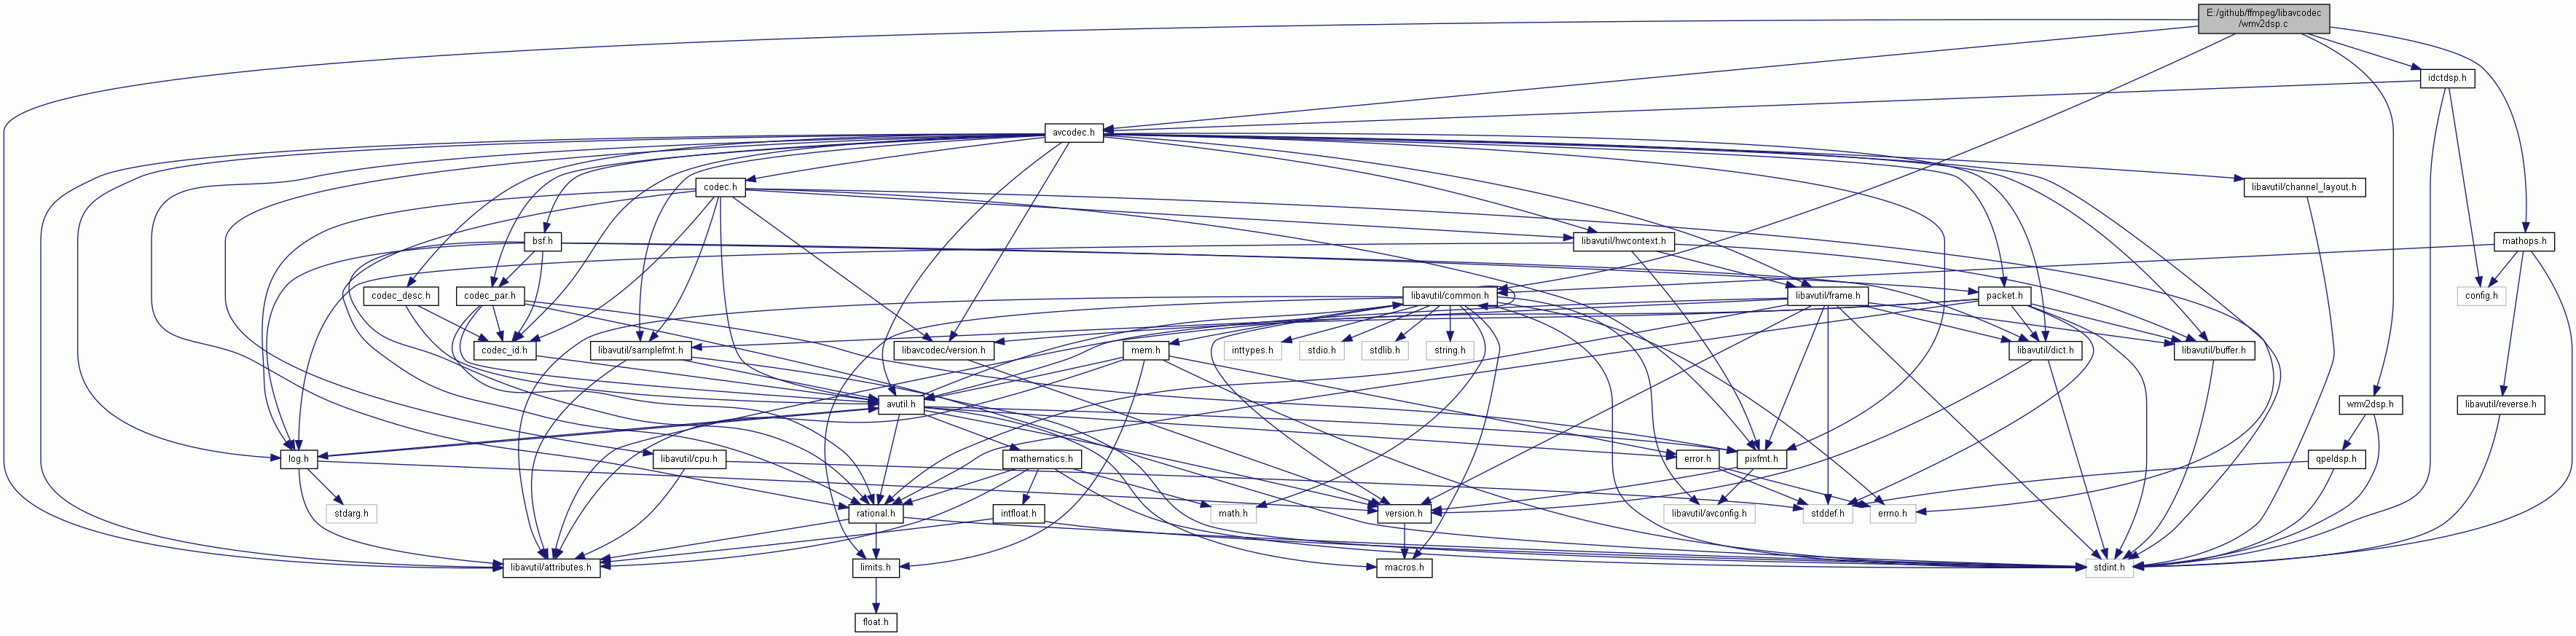 E:/github/ffmpeg/libavcodec
/wmv2dsp.c
idctdsp.h
avcodec.h
codec.h
libavutil/channel_layout.h
bsf.h
libavutil/hwcontext.h
mathops.h
codec_desc.h
codec_par.h
libavutil/common.h
libavutil/frame.h
packet.h
config.h
codec_id.h
libavutil/samplefmt.h
libavcodec/version.h
mem.h
inttypes.h
stdio.h
stdlib.h
string.h
libavutil/dict.h
libavutil/buffer.h
avutil.h
wmv2dsp.h
libavutil/reverse.h
log.h
libavutil/cpu.h
mathematics.h
error.h
pixfmt.h
qpeldsp.h
stdarg.h
rational.h
intfloat.h
math.h
version.h
libavutil/avconfig.h
stddef.h
errno.h
libavutil/attributes.h
limits.h
macros.h
stdint.h
float.h